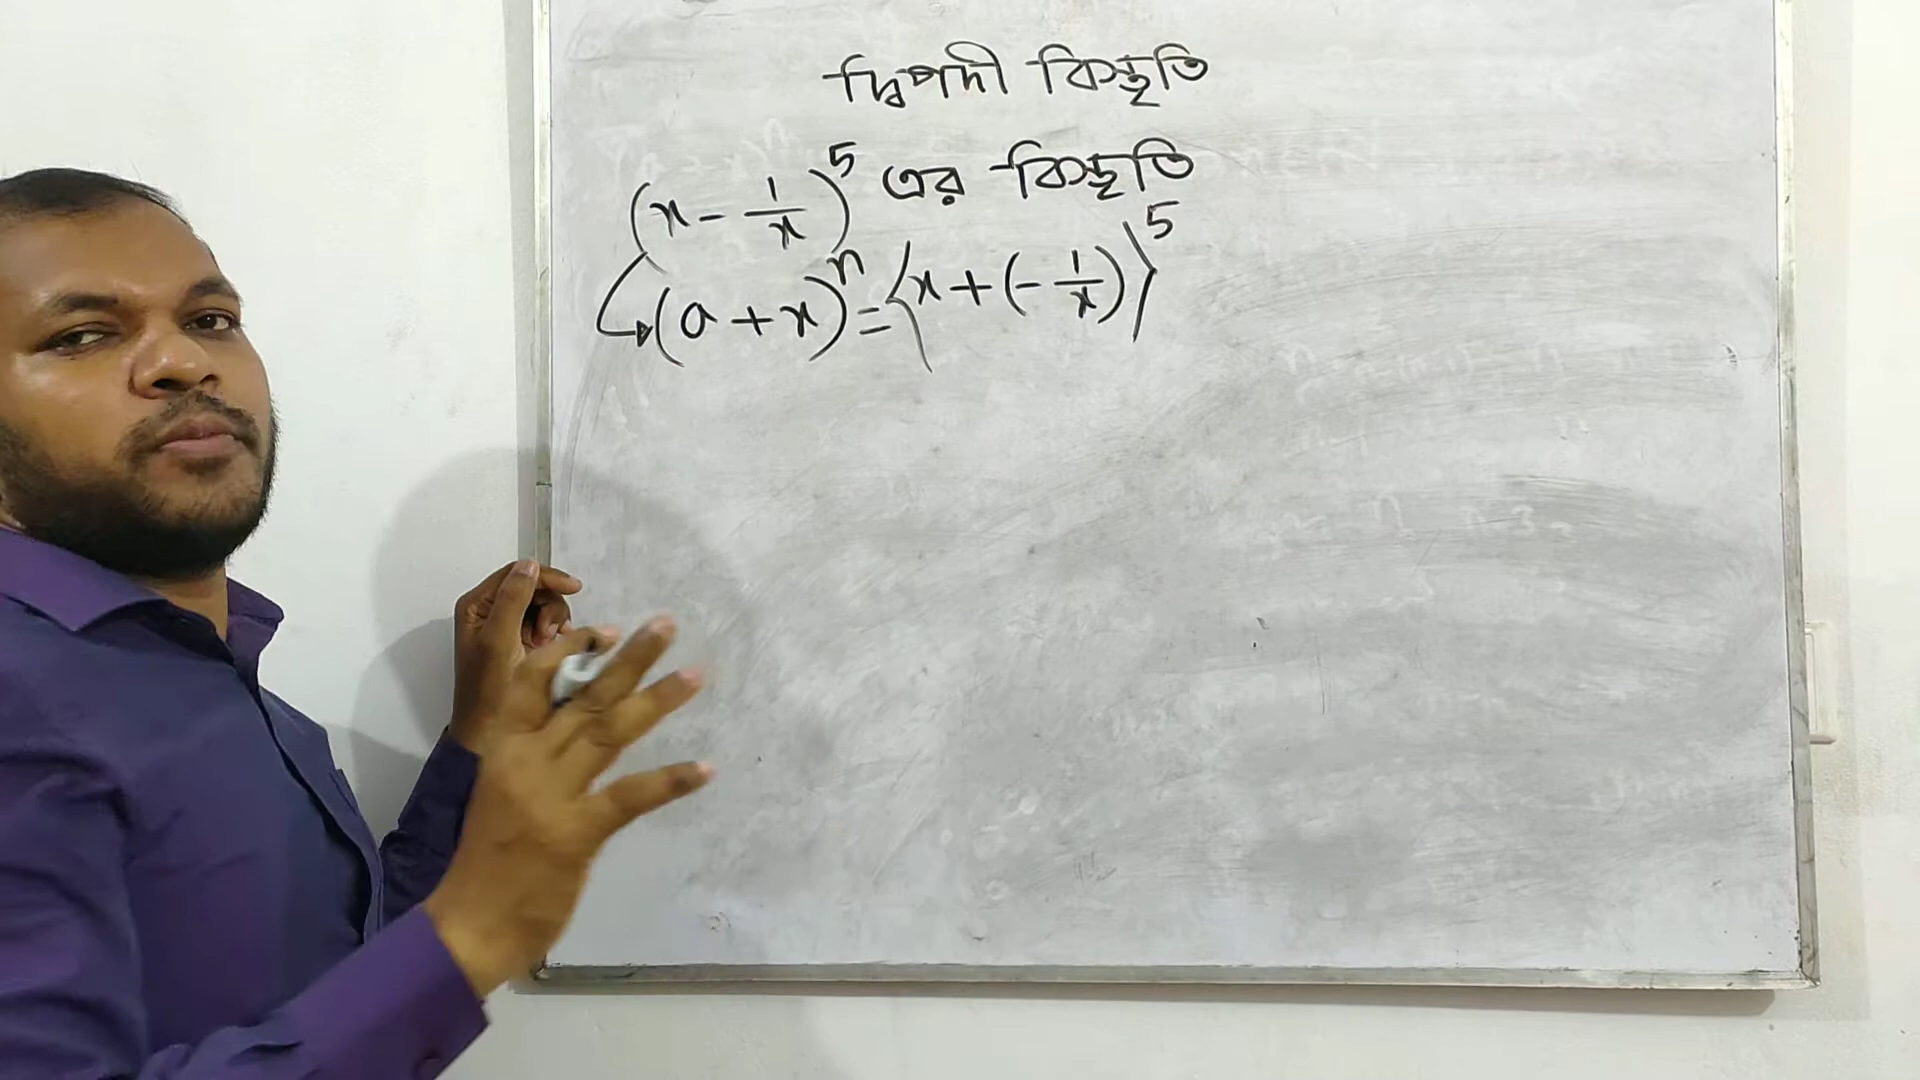 দ্বিপদী বিস্তৃতি
(x - 1/x)^5 এর বিস্তৃতি
(a + x)^n = {x + (- 1/x)}^5